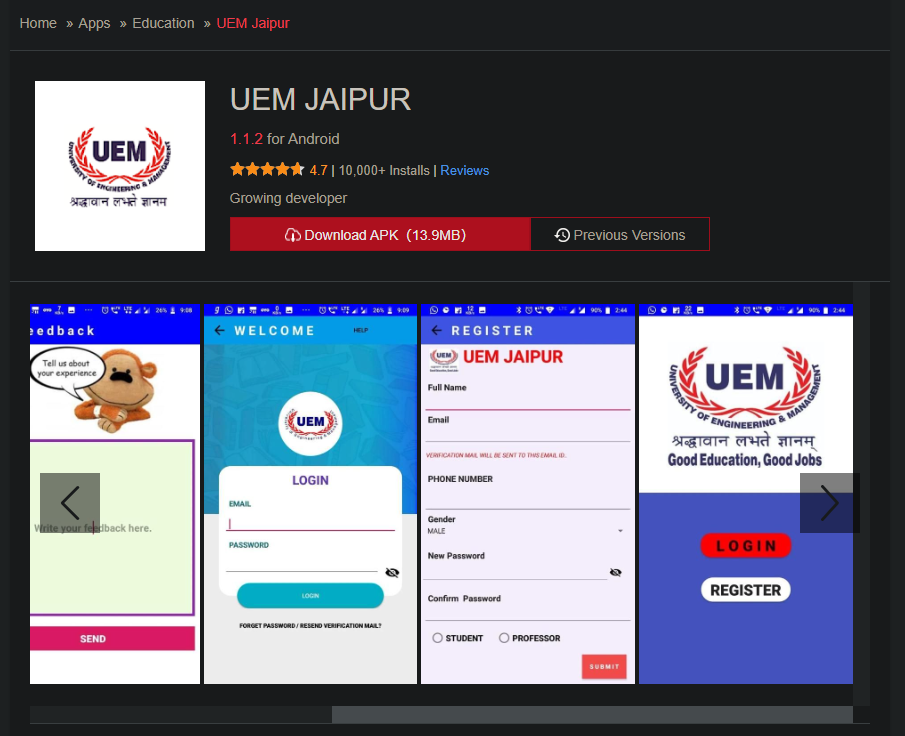 Home » Apps » Education » UEM Jaipur
UEM
UNIVERSITY OF ENGINEERING & MANAGEMENT
श्रद्धावान लभते ज्ञानम
UEM JAIPUR
1.1.2 for Android
4.7 | 10,000+ Installs | Reviews
Growing developer
Download APK (13.9MB)
Previous Versions
26% 9:08
eedback
Tell us about
your experience
Write your feedback here.
SEND
26% 9:09
WELCOME
HELP
UEM
LOGIN
EMAIL
PASSWORD
LOGIN
FORGET PASSWORD / RESEND VERIFICATION MAIL?
90% 2:44
REGISTER
UEM
UEM JAIPUR
Full Name
Email
VERIFICATION MAIL WILL BE SENT TO THIS EMAIL ID.
PHONE NUMBER
Gender
MALE
New Password
Confirm Password
STUDENT
PROFESSOR
SUBMIT
90% 2:44
UEM
UNIVERSITY OF ENGINEERING & MANAGEMENT
श्रद्धावान लभते ज्ञानम्
Good Education, Good Jobs
LOGIN
REGISTER